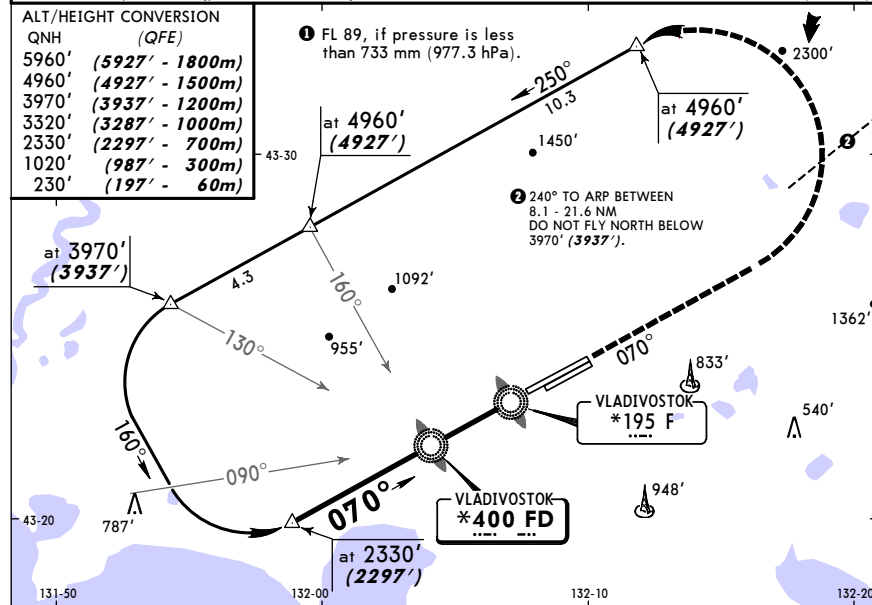 ALT/HEIGHT CONVERSION
QNH (QFE)
5960' (5927' - 1800m)
4960' (4927' - 1500m)
3970' (3937' - 1200m)
3320' (3287' - 1000m)
2330' (2297' - 700m)
1020' (987' - 300m)
230' (197' - 60m)
1 FL 89, if pressure is less
than 733 mm (977.3 hPa).
2300'
250°
10.3
at 4960'
(4927')
at 4960'
(4927')
43-30
1450'
2
2 240° TO ARP BETWEEN
8.1 - 21.6 NM
DO NOT FLY NORTH BELOW
3970' (3937').
at 3970'
(3937')
4.3
1092'
160°
1362'
130°
955'
070°
833'
VLADIVOSTOK
*195 F
540'
160°
090°
070°
VLADIVOSTOK
*400 FD
948'
43-20
787'
at 2330'
(2297')
131-50
132-00
132-10
132-20